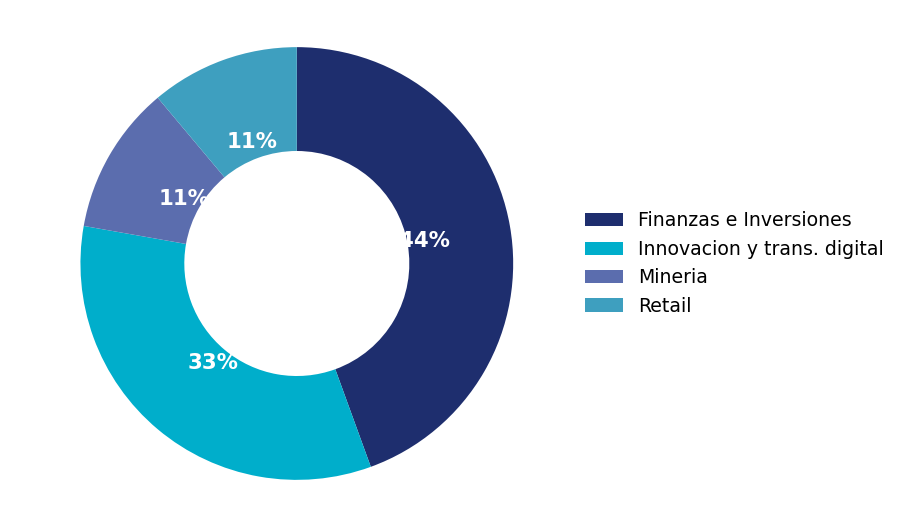 11%
11%
44%
33%
Finanzas e Inversiones
Innovacion y trans. digital
Mineria
Retail